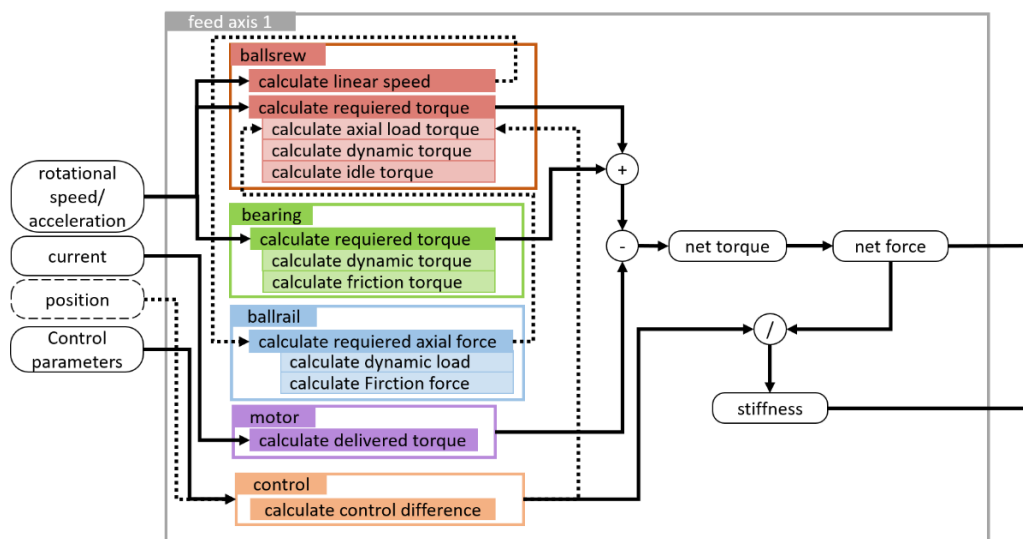 feed axis 1
ballsrew
calculate linear speed
calculate requiered torque
calculate axial load torque
calculate dynamic torque
calculate idle torque
rotational
speed/
acceleration
current
position
Control
parameters
bearing
calculate requiered torque
calculate dynamic torque
calculate friction torque
ballrail
calculate requiered axial force
calculate dynamic load
calculate Firction force
motor
calculate delivered torque
control
calculate control difference
+
-
net torque
net force
/
stiffness